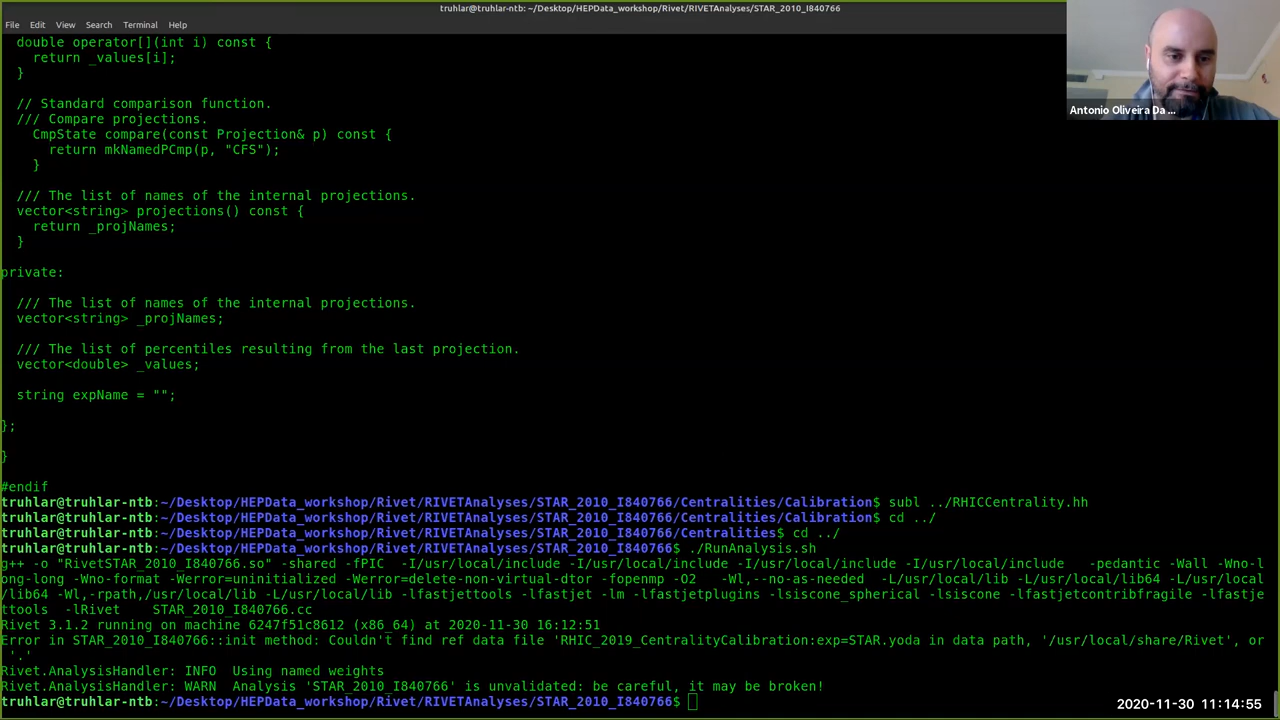 truhlar@truhlar-ntb: ~/Desktop/HEPData_workshop/Rivet/RIVETAnalyses/STAR_2010_I840766
File Edit View Search Terminal Help
double operator[](int i) const {
return _values[i];
}
// Standard comparison function.
/// Compare projections.
CmpState compare(const Projection& p) const {
return mkNamedPCmp(p, "CFS");
}
/// The list of names of the internal projections.
vector<string> projections() const {
return _projNames;
}
private:
/// The list of names of the internal projections.
vector<string> _projNames;
/// The list of percentiles resulting from the last projection.
vector<double> _values;
string expName = "";
};
}
#endif
truhlar@truhlar-ntb:~/Desktop/HEPData_workshop/Rivet/RIVETAnalyses/STAR_2010_I840766/Centralities/Calibration$ subl ../RHICCentrality.hh
truhlar@truhlar-ntb:~/Desktop/HEPData_workshop/Rivet/RIVETAnalyses/STAR_2010_I840766/Centralities/Calibration$ cd ../
truhlar@truhlar-ntb:~/Desktop/HEPData_workshop/Rivet/RIVETAnalyses/STAR_2010_I840766/Centralities$ cd ../
truhlar@truhlar-ntb:~/Desktop/HEPData_workshop/Rivet/RIVETAnalyses/STAR_2010_I840766$ ./RunAnalysis.sh
g++ -o "RivetSTAR_2010_I840766.so" -shared -fPIC -I/usr/local/include -I/usr/local/include -I/usr/local/include -I/usr/local/include -pedantic -Wall -Wno-l
ong-long -Wno-format -Werror=uninitialized -Werror=delete-non-virtual-dtor -fopenmp -O2 -Wl,--no-as-needed -L/usr/local/lib -L/usr/local/lib64 -L/usr/local
/lib64 -Wl,-rpath,/usr/local/lib -L/usr/local/lib -lfastjettools -lfastjet -lm -lfastjetplugins -lsiscone_spherical -lsiscone -lfastjetcontribfragile -lfastje
ttools -lRivet STAR_2010_I840766.cc
Rivet 3.1.2 running on machine 6247f51c8612 (x86_64) at 2020-11-30 16:12:51
Error in STAR_2010_I840766::init method: Couldn't find ref data file 'RHIC_2019_CentralityCalibration:exp=STAR.yoda in data path, '/usr/local/share/Rivet', or
'.'
Rivet.AnalysisHandler: INFO Using named weights
Rivet.AnalysisHandler: WARN Analysis 'STAR_2010_I840766' is unvalidated: be careful, it may be broken!
truhlar@truhlar-ntb:~/Desktop/HEPData_workshop/Rivet/RIVETAnalyses/STAR_2010_I840766$
Antonio Oliveira Da ...
2020-11-30 11:14:55